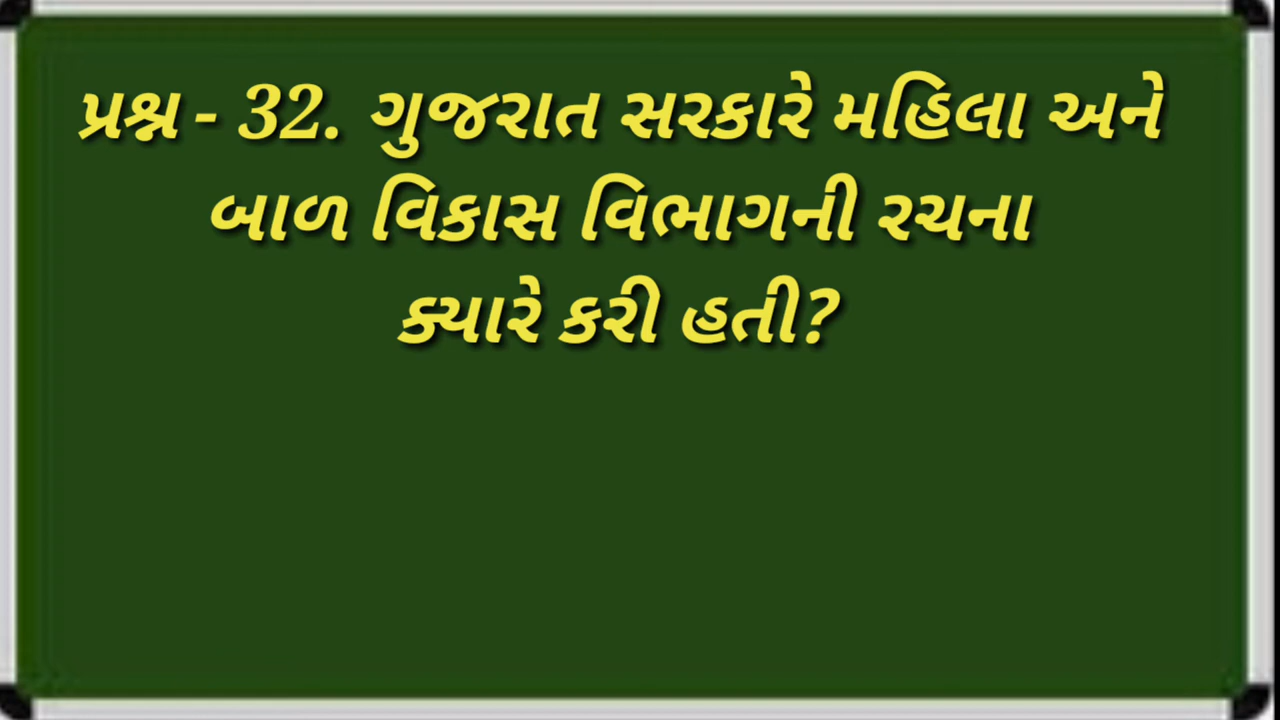 પ્રશ્ન - 32. ગુજરાત સરકારે મહિલા અને
બાળ વિકાસ વિભાગની રચના
ક્યારે કરી હતી?